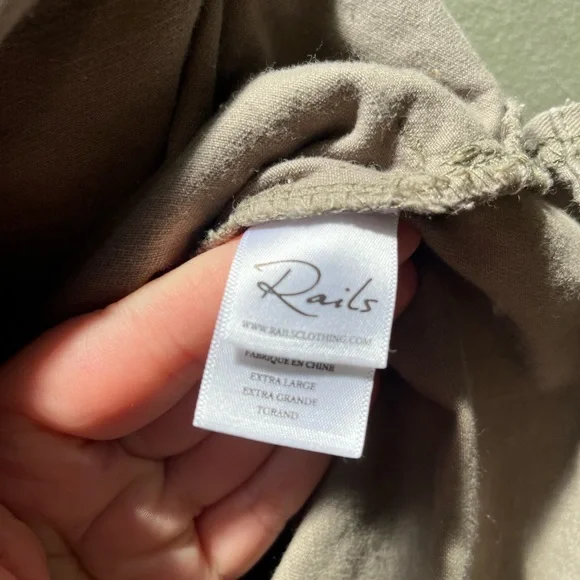 Rails
WWW.RAILSCLOTHING.COM
FABRIQUE EN CHINE
EXTRA LARGE
EXTRA GRANDE
TGRAND